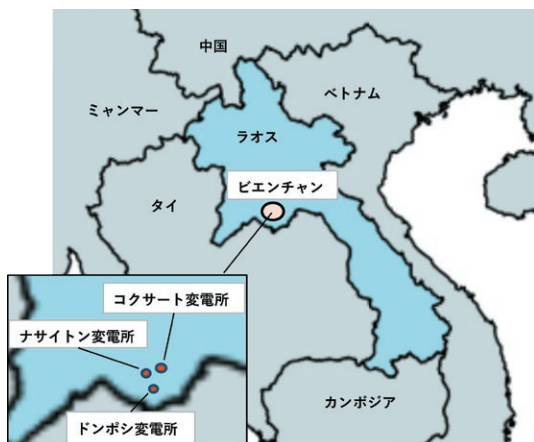 中国
ベトナム
ミャンマー
ラオス
ビエンチャン
タイ
コクサート変電所
ナサイトン変電所
ドンポシ変電所
カンボジア